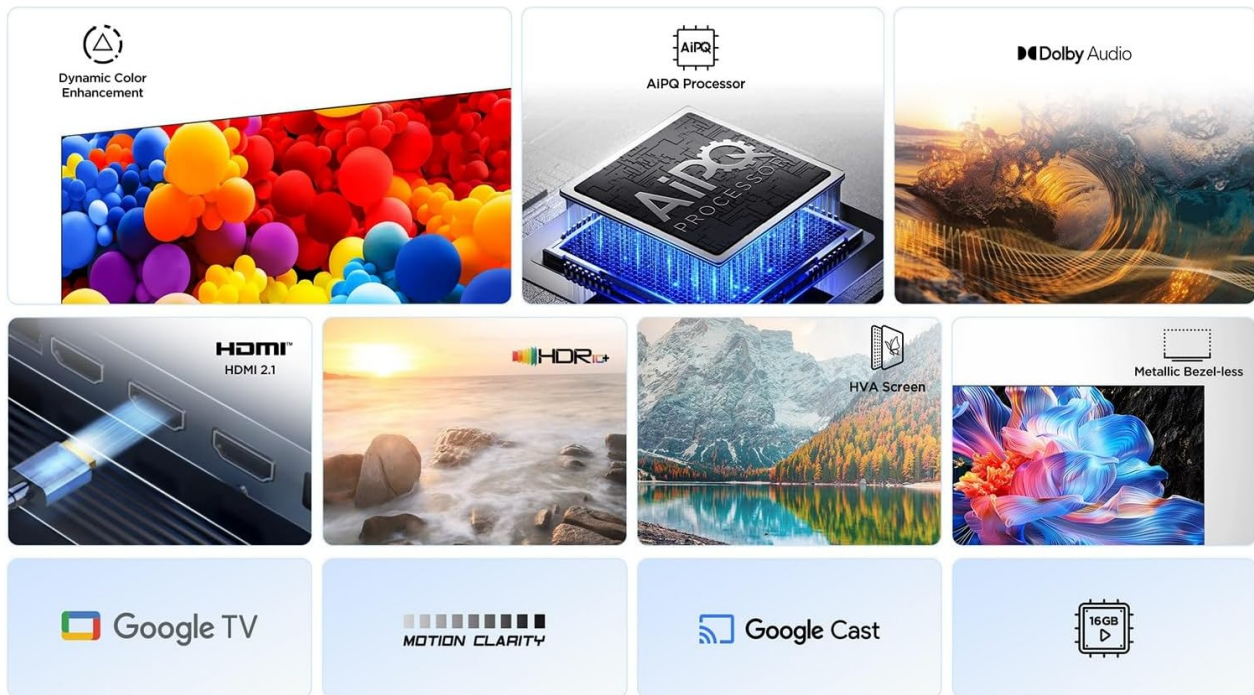 Dynamic Color
Enhancement
AiPQ
AiPQ Processor
AiPQ
PROCESSOR
Dolby Audio
HDMI™
HDMI 2.1
HDR10+
HVA Screen
Metallic Bezel-less
Google TV
MOTION CLARITY
Google Cast
16GB